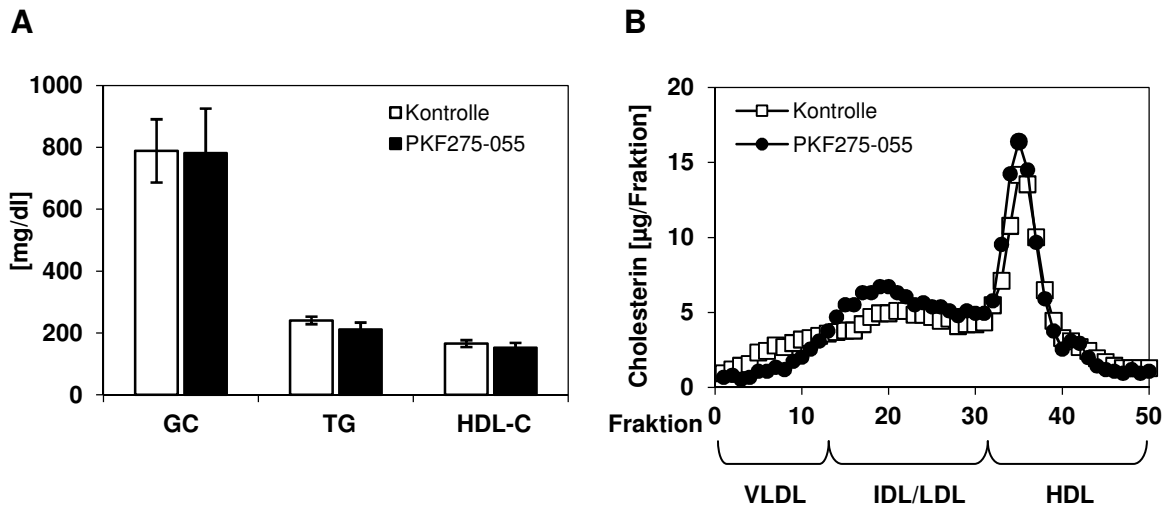 A
1000
800
600
400
200
0
[mg/dl]
Kontrolle
PKF275-055
GC TG HDL-C
B
20
15
10
5
0
Cholesterin [µg/Fraktion]
Kontrolle
PKF275-055
Fraktion 0 10 20 30 40 50
VLDL IDL/LDL HDL